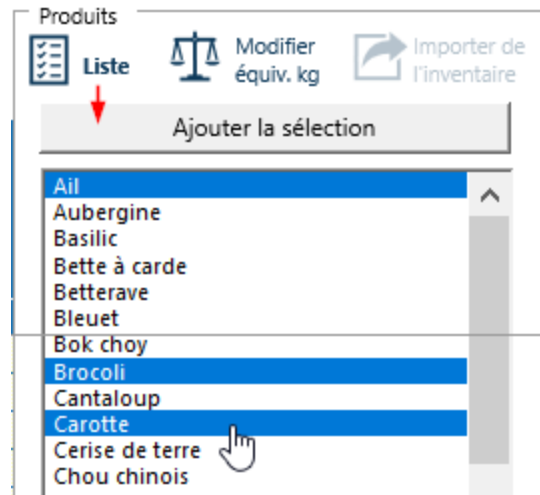 Produits
Liste
Modifier
équiv. kg
Importer de
l'inventaire
Ajouter la sélection
Ail
Aubergine
Basilic
Bette à carde
Betterave
Bleuet
Bok choy
Brocoli
Cantaloup
Carotte
Cerise de terre
Chou chinois